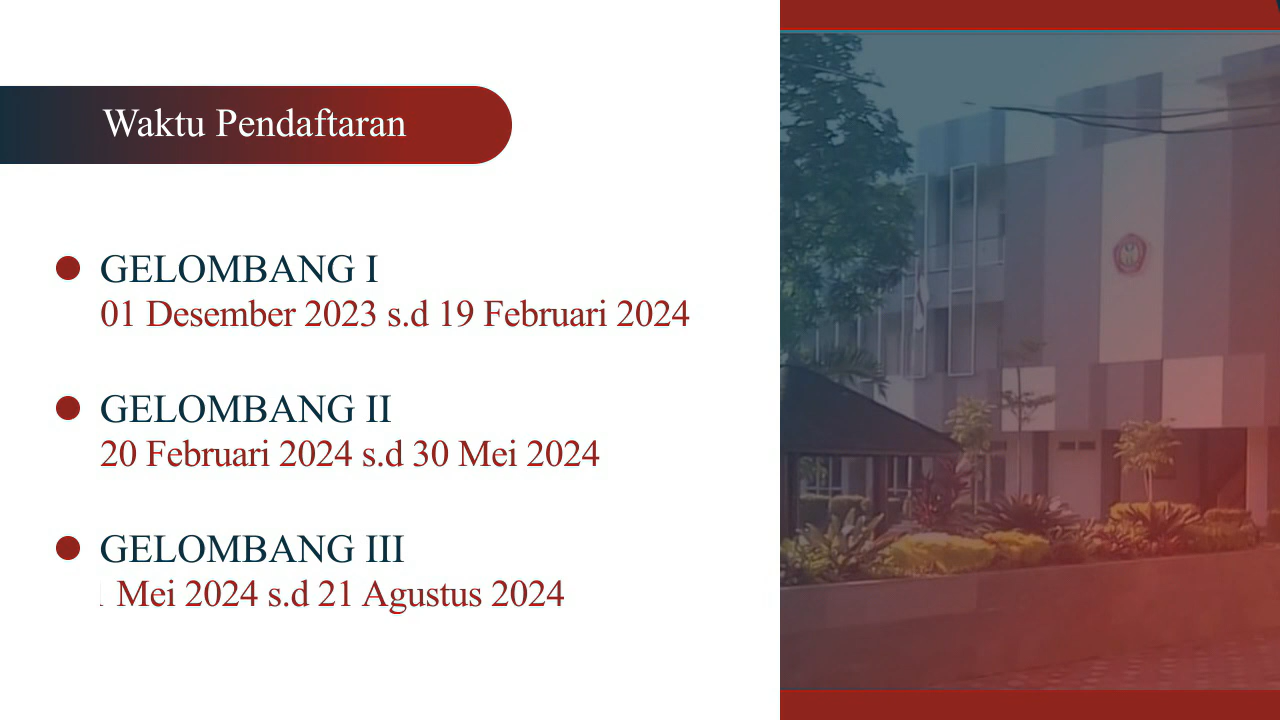 Waktu Pendaftaran
GELOMBANG I
01 Desember 2023 s.d 19 Februari 2024
GELOMBANG II
20 Februari 2024 s.d 30 Mei 2024
GELOMBANG III
Mei 2024 s.d 21 Agustus 2024